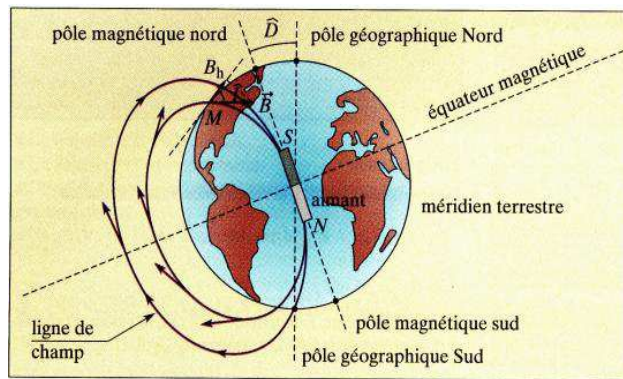 pôle magnétique nord
D̂
pôle géographique Nord
équateur magnétique
B_h
B⃗
M
S
aimant
N
méridien terrestre
ligne de
champ
pôle magnétique sud
pôle géographique Sud